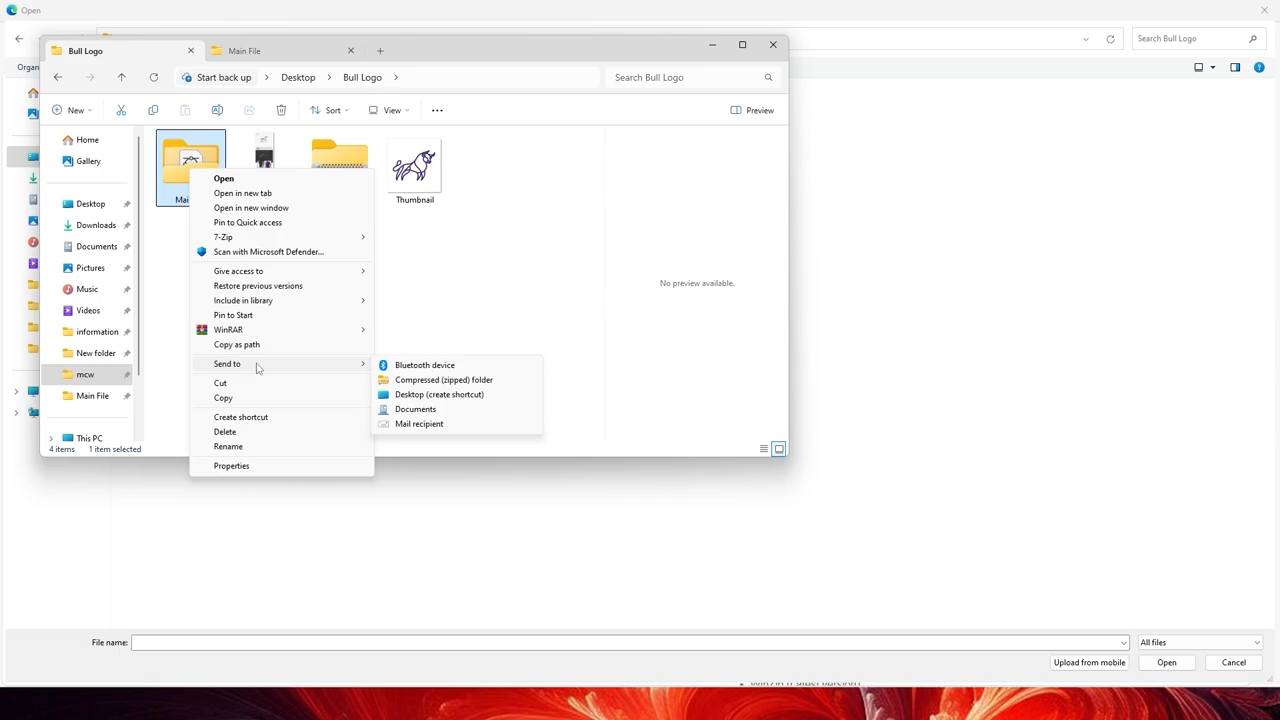 Open
Search Bull Logo
Organ
Bull Logo
Main File
Start back up
Desktop
Bull Logo
Search Bull Logo
New
Sort
View
Preview
Home
Gallery
Desktop
Downloads
Documents
Pictures
Music
Videos
information
New folder
mcw
Main File
This PC
Mai
Thumbnail
No preview available.
Open
Open in new tab
Open in new window
Pin to Quick access
7-Zip
Scan with Microsoft Defender...
Give access to
Restore previous versions
Include in library
Pin to Start
WinRAR
Copy as path
Send to
Cut
Copy
Create shortcut
Delete
Rename
Properties
Bluetooth device
Compressed (zipped) folder
Desktop (create shortcut)
Documents
Mail recipient
4 items 1 item selected
File name:
All files
Upload from mobile
Open
Cancel